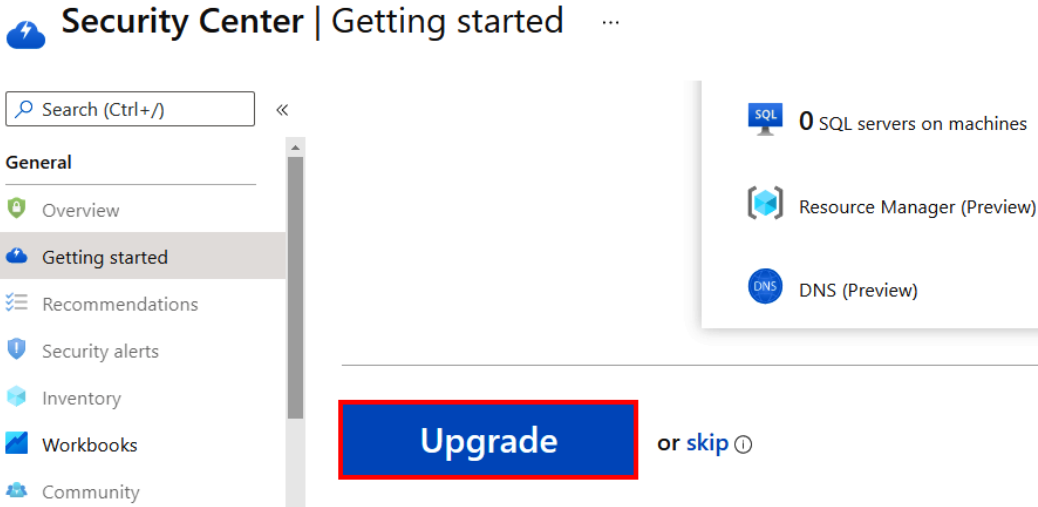 Security Center | Getting started ...
Search (Ctrl+/)
«
General
Overview
Getting started
Recommendations
Security alerts
Inventory
Workbooks
Community
SQL
0 SQL servers on machines
Resource Manager (Preview)
DNS
DNS (Preview)
Upgrade
or skip